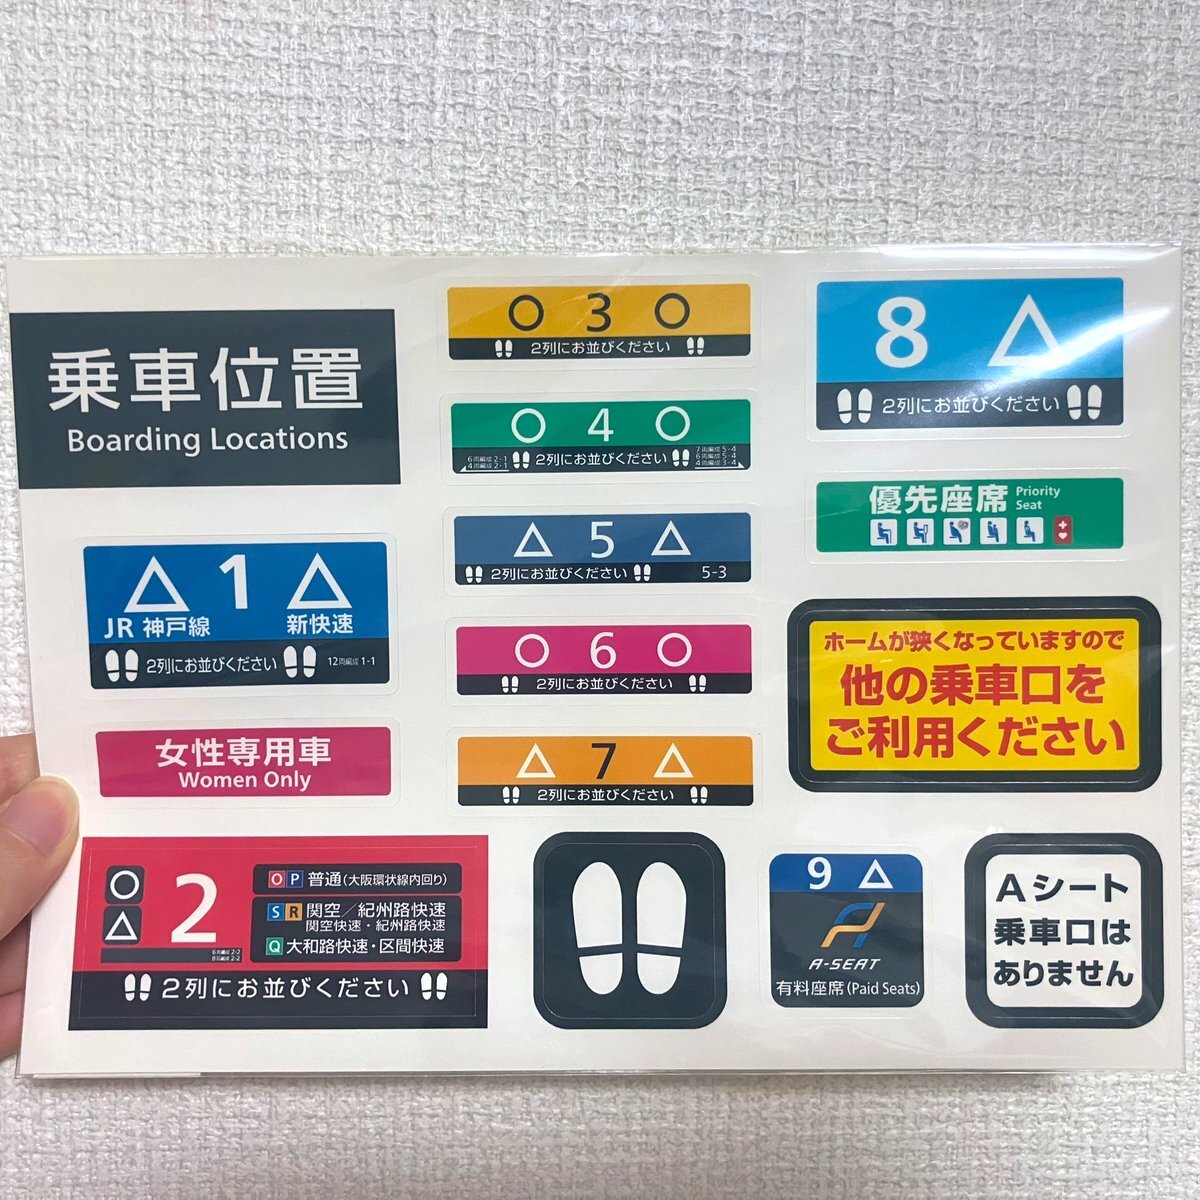 乗車位置
Boarding Locations
△ 1 △
JR 神戸線 新快速
2列にお並びください 12両編成 1-1
女性専用車
Women Only
○ 2
△
O P 普通(大阪環状線内回り)
S R 関空/紀州路快速
関空快速・紀州路快速
Q 大和路快速・区間快速
6両編成 2-2
8両編成 2-2
2列にお並びください
○ 3 ○
2列にお並びください
○ 4 ○
6両編成 2-1
4両編成 2-1
2列にお並びください
7両編成 5-4
6両編成 5-4
4両編成 3-4
△ 5 △
2列にお並びください 5-3
○ 6 ○
2列にお並びください
△ 7 △
2列にお並びください
8 △
2列にお並びください
優先座席 Priority
Seat
ホームが狭くなっていますので
他の乗車口を
ご利用ください
9 △
A-SEAT
有料座席(Paid Seats)
Aシート
乗車口は
ありません